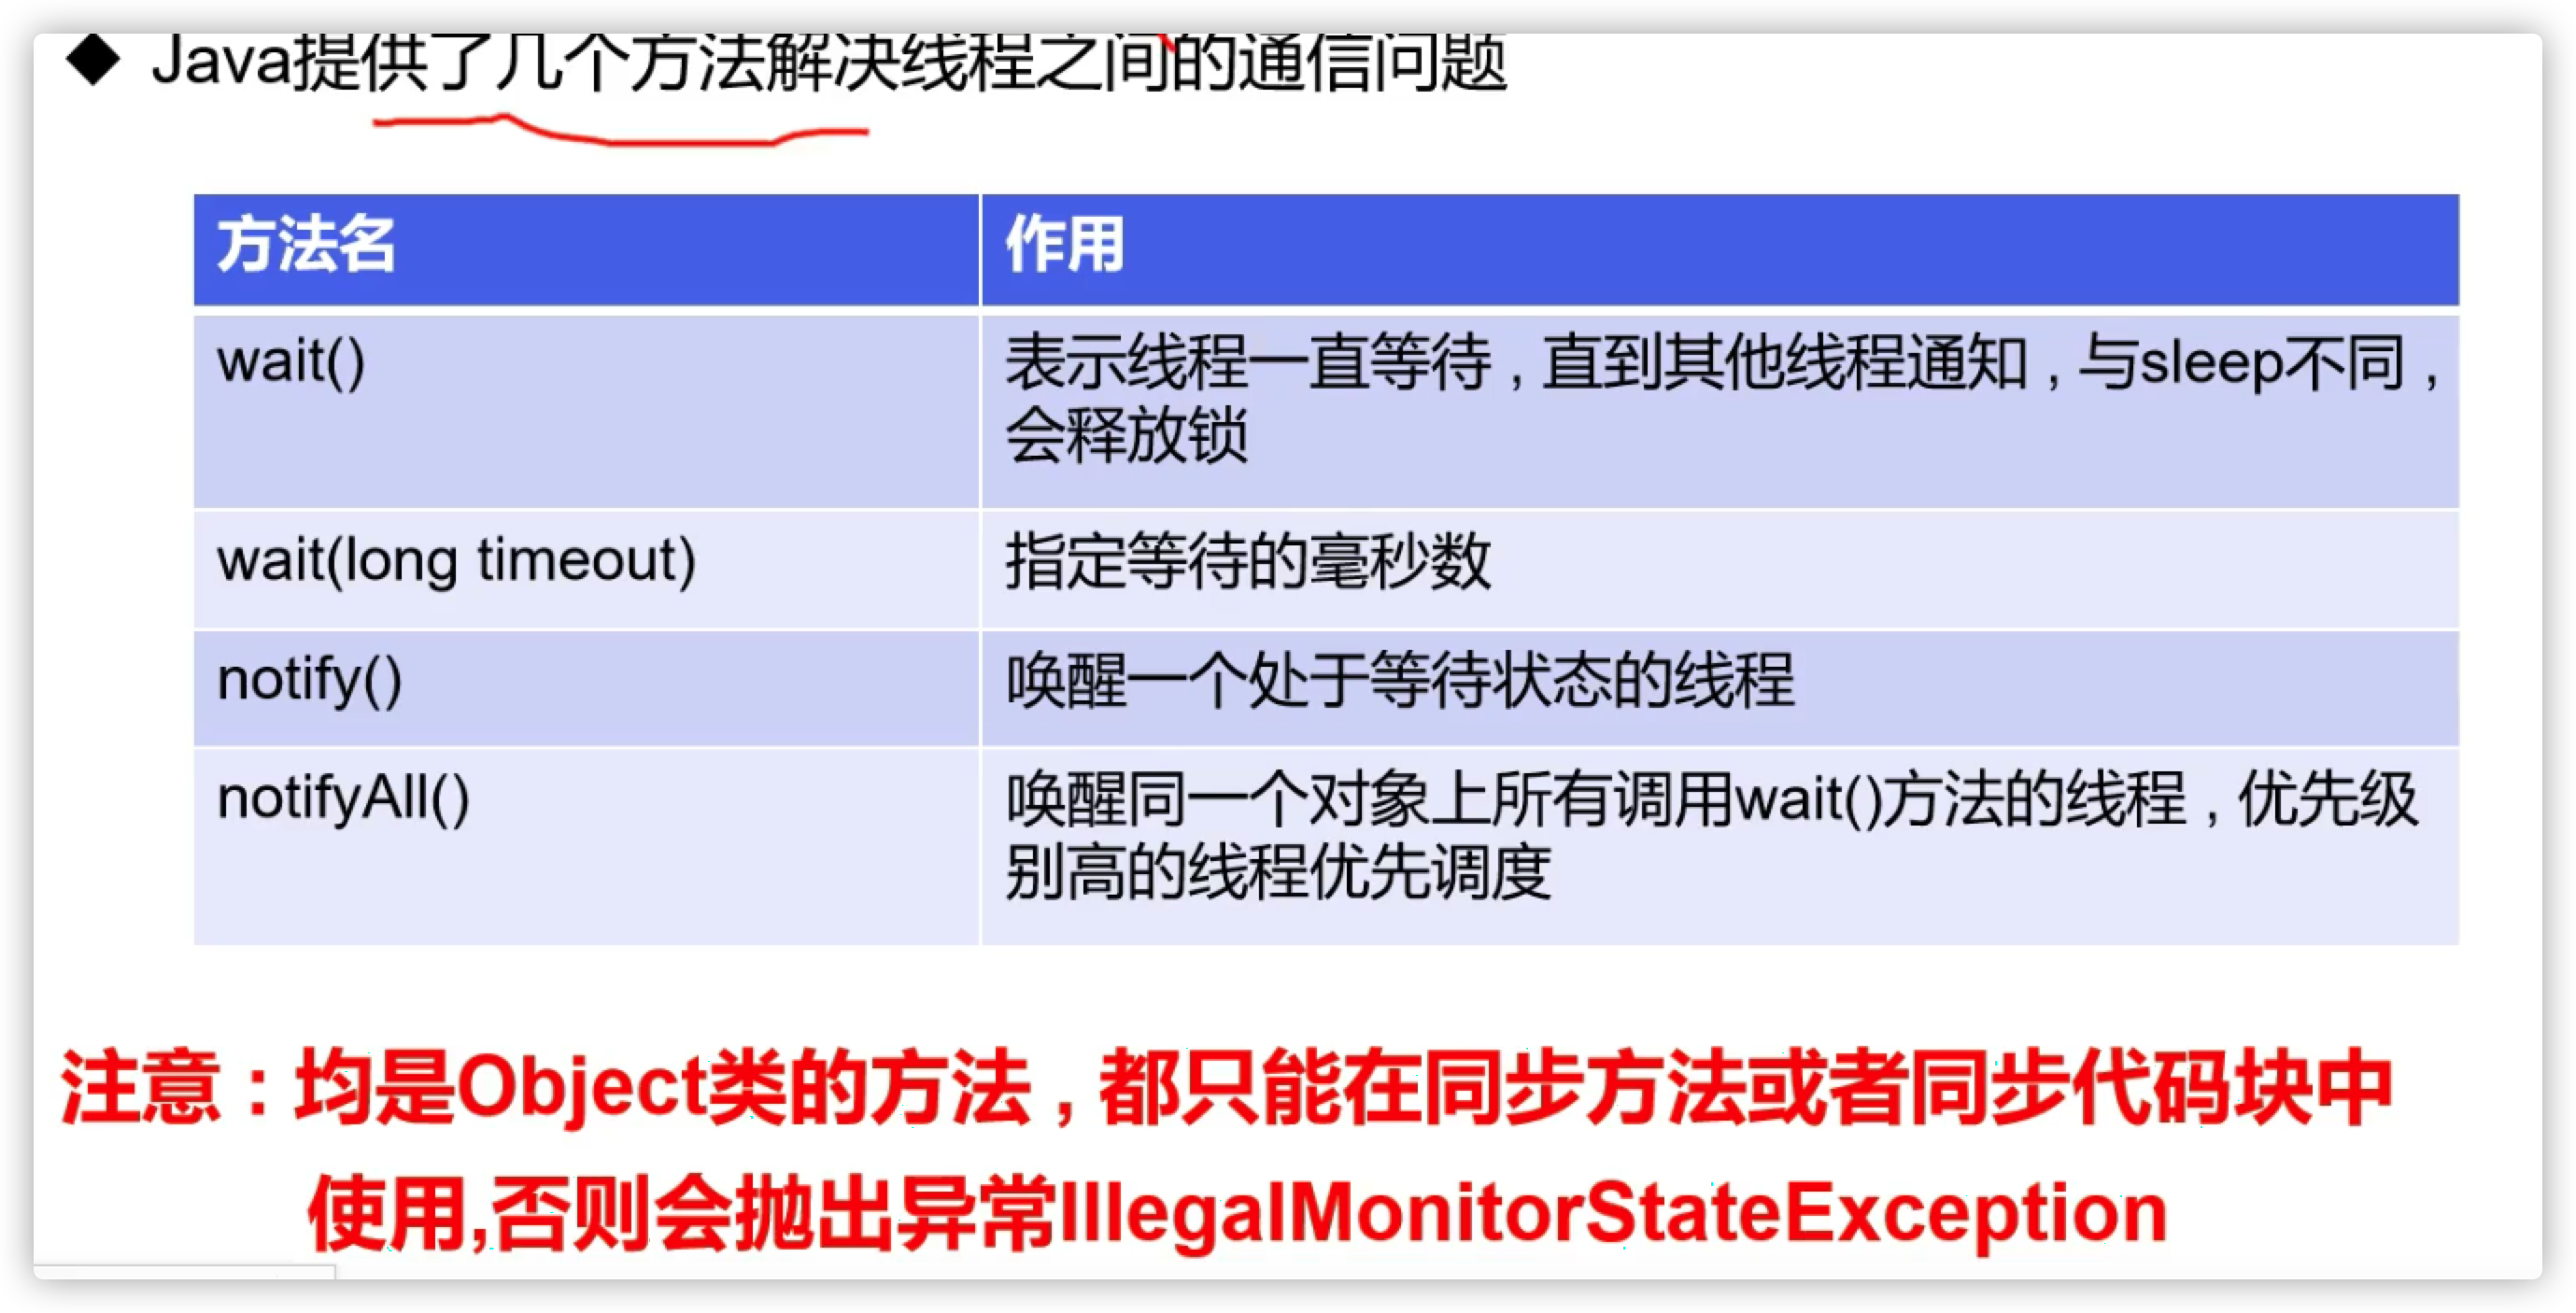 ◆ Java提供了几个方法解决线程之间的通信问题
方法名
作用
wait()
表示线程一直等待，直到其他线程通知，与sleep不同，
会释放锁
wait(long timeout)
指定等待的毫秒数
notify()
唤醒一个处于等待状态的线程
notifyAll()
唤醒同一个对象上所有调用wait()方法的线程，优先级
别高的线程优先调度
注意：均是Object类的方法，都只能在同步方法或者同步代码块中
使用,否则会抛出异常IllegalMonitorStateException